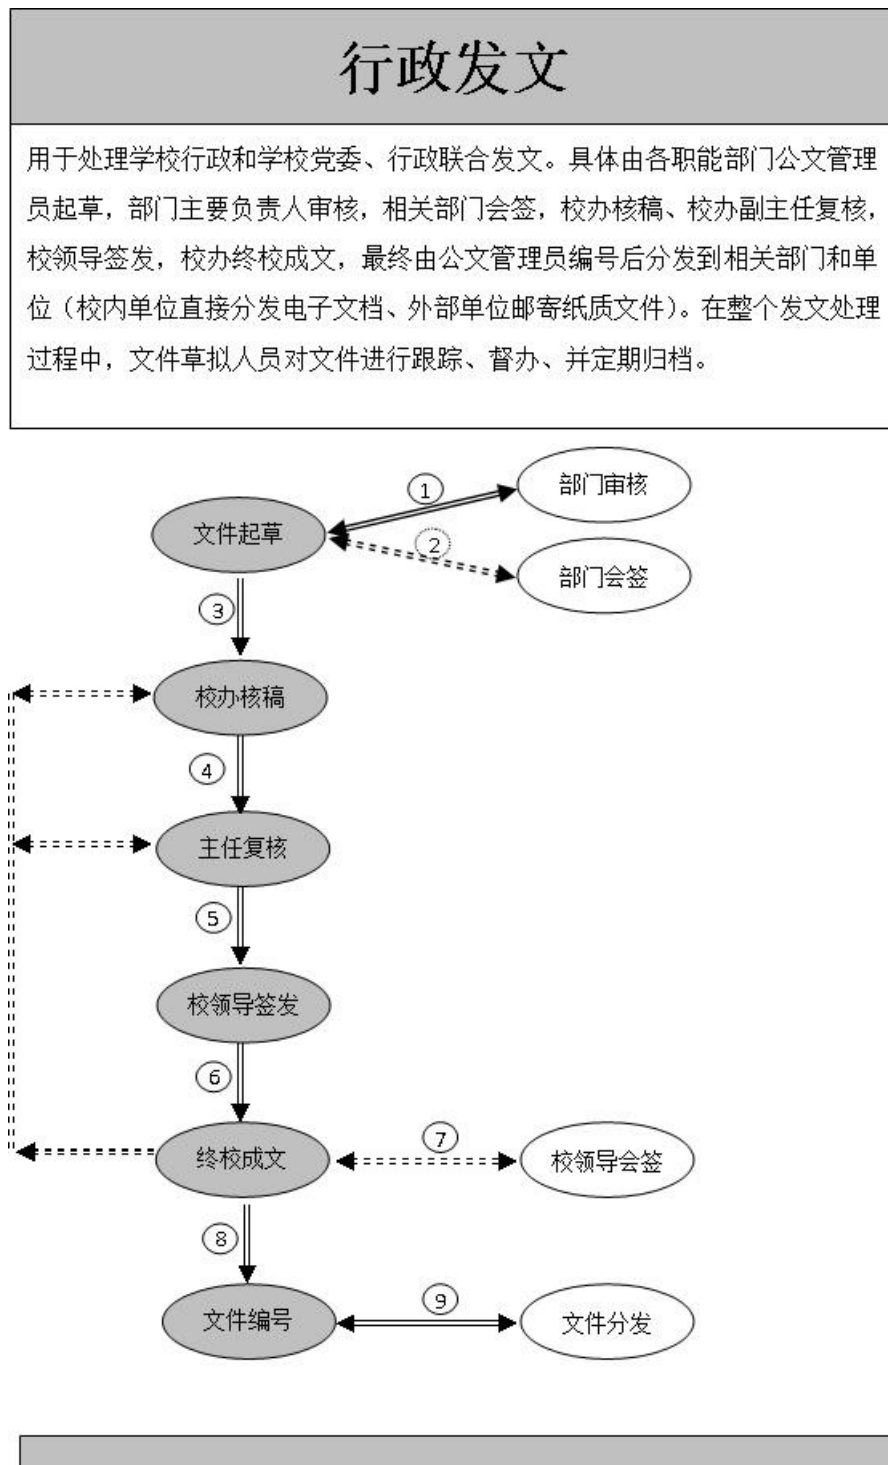 行政发文
用于处理学校行政和学校党委、行政联合发文。具体由各职能部门公文管理
员起草，部门主要负责人审核，相关部门会签，校办核稿、校办副主任复核，
校领导签发，校办终校成文，最终由公文管理员编号后分发到相关部门和单
位（校内单位直接分发电子文档、外部单位邮寄纸质文件）。在整个发文处理
过程中，文件草拟人员对文件进行跟踪、督办、并定期归档。
1
部门审核
文件起草
2
部门会签
3
校办核稿
4
主任复核
5
校领导签发
6
终校成文
7
校领导会签
8
文件编号
9
文件分发